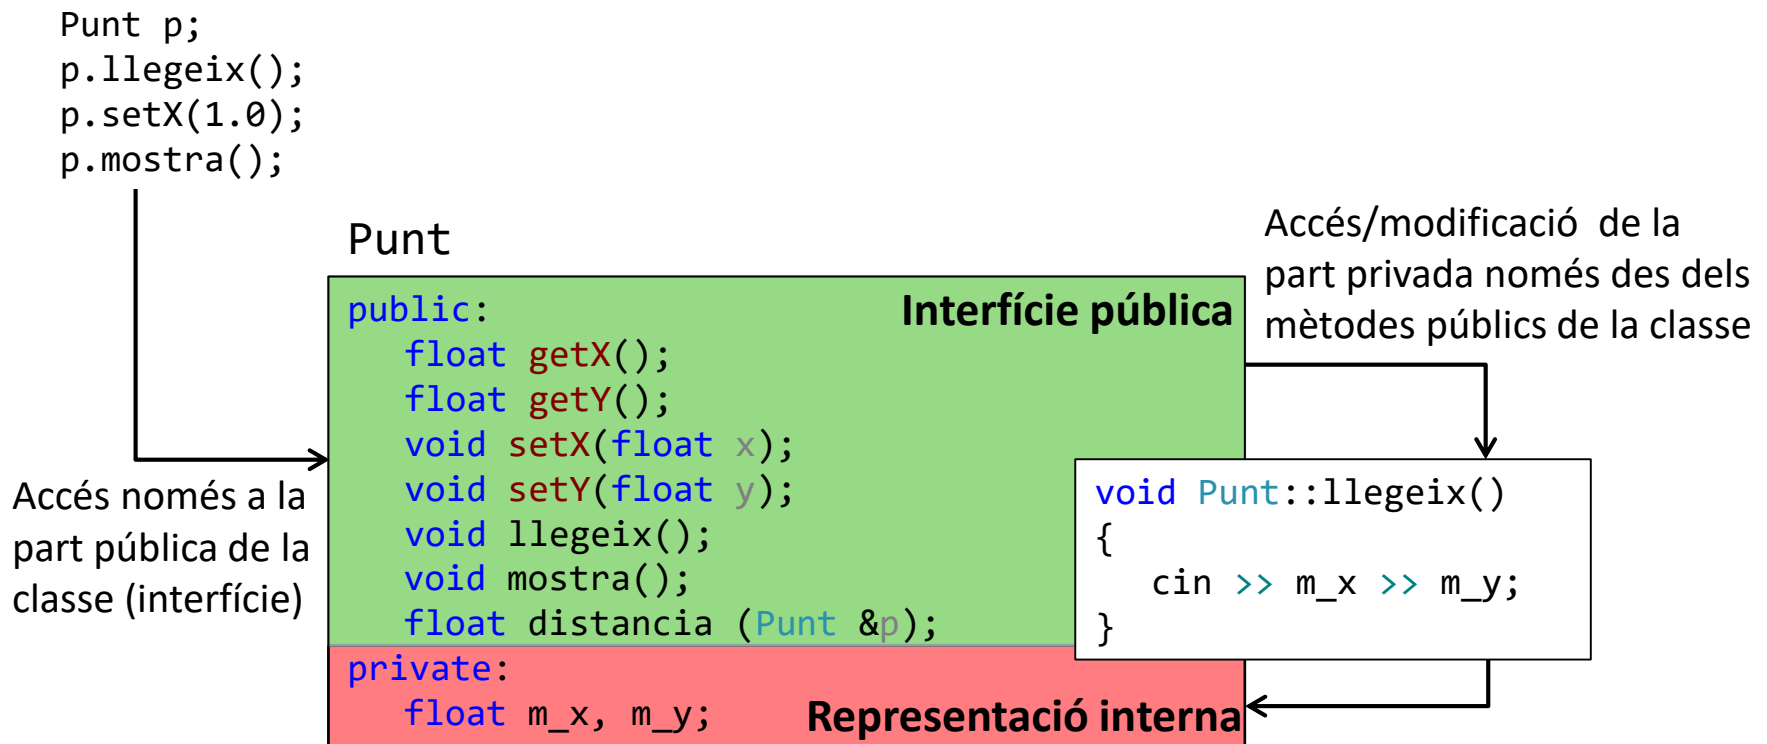 Punt p;
p.llegeix();
p.setX(1.0);
p.mostra();
Accés només a la
part pública de la
classe (interfície)
Punt
public:
Interfície pública
float getX();
float getY();
void setX(float x);
void setY(float y);
void llegeix();
void mostra();
float distancia (Punt &p);
private:
float m_x, m_y;
Representació interna
Accés/modificació  de la
part privada només des dels
mètodes públics de la classe
void Punt::llegeix()
{
cin >> m_x >> m_y;
}